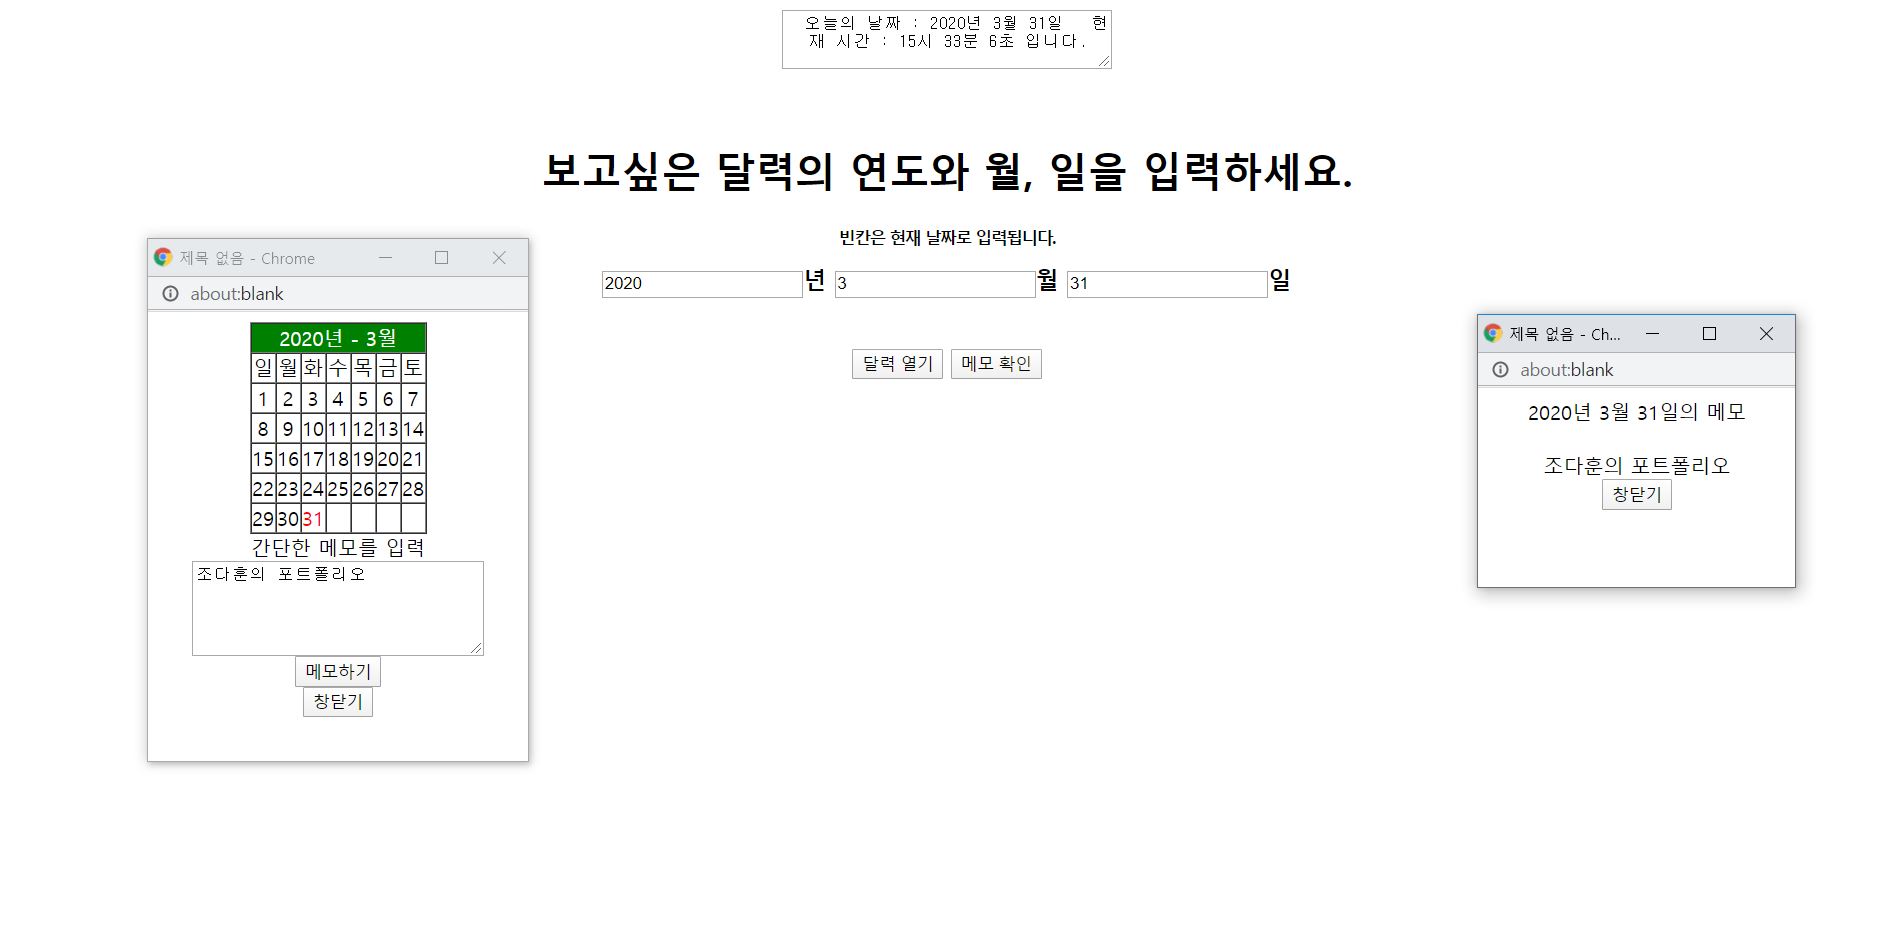 오늘의 날짜 : 2020년 3월 31일 현
재 시간 : 15시 33분 6초 입니다.
보고싶은 달력의 연도와 월, 일을 입력하세요.
빈칸은 현재 날짜로 입력됩니다.
2020 년 3 월 31 일
달력 열기 메모 확인
제목 없음 - Chrome
about:blank
2020년 - 3월
일 월 화 수 목 금 토
1 2 3 4 5 6 7
8 9 10 11 12 13 14
15 16 17 18 19 20 21
22 23 24 25 26 27 28
29 30 31
간단한 메모를 입력
조다훈의 포트폴리오
메모하기
창닫기
제목 없음 - Ch...
about:blank
2020년 3월 31일의 메모
조다훈의 포트폴리오
창닫기